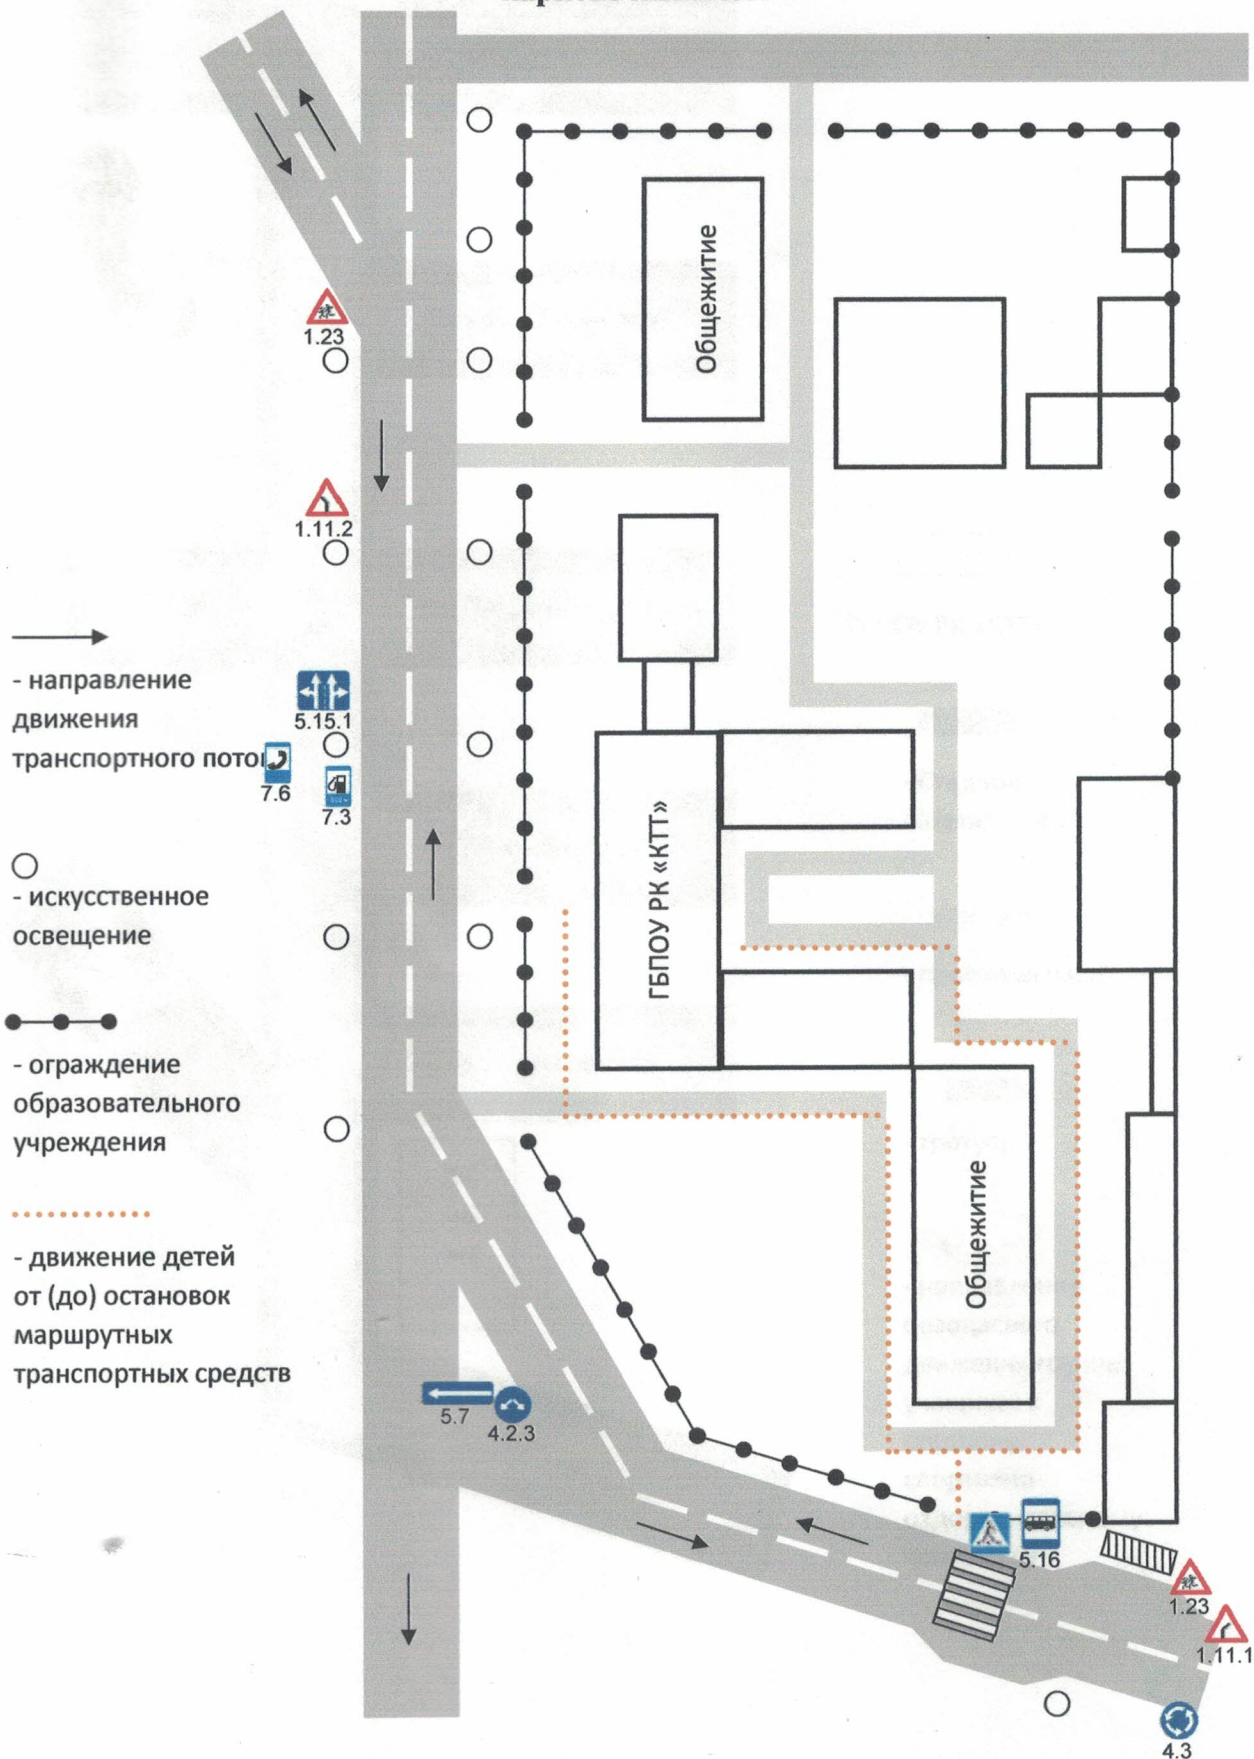 Общежитие
1.23
1.11.2
- направление
движения
транспортного пото
5.15.1
7.6
7.3
ГБПОУ РК «КТТ»
- искусственное
освещение
- ограждение
образовательного
учреждения
- движение детей
от (до) остановок
маршрутных
транспортных средств
Общежитие
5.7
4.2.3
5.16
1.23
1.11.1
4.3